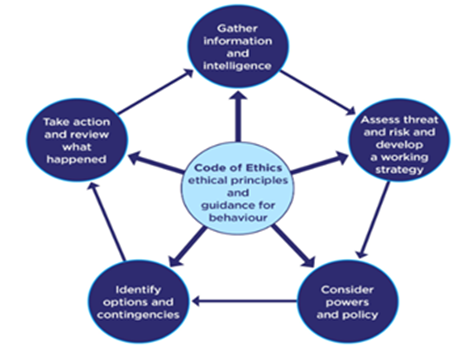 Gather
information
and
intelligence
Assess threat
and risk and
develop
a working
strategy
Consider
powers
and policy
Identify
options and
contingencies
Take action
and review
what
happened
Code of Ethics
ethical principles
and
guidance for
behaviour